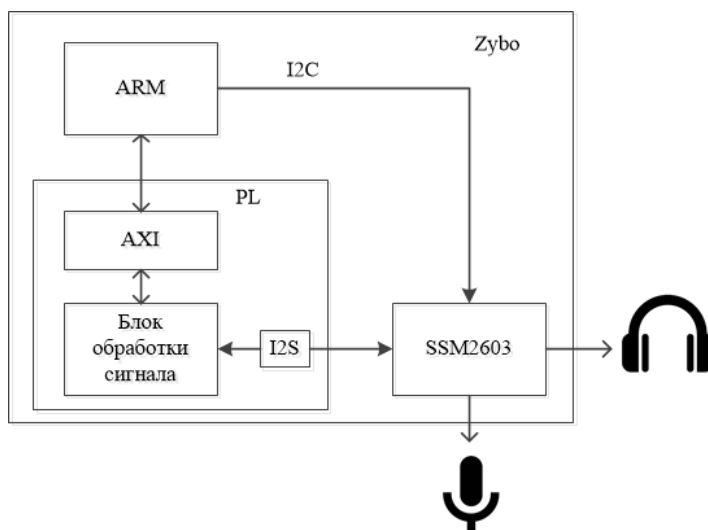 Zybo
ARM
I2C
PL
AXI
Блок
обработки
сигнала
I2S
SSM2603